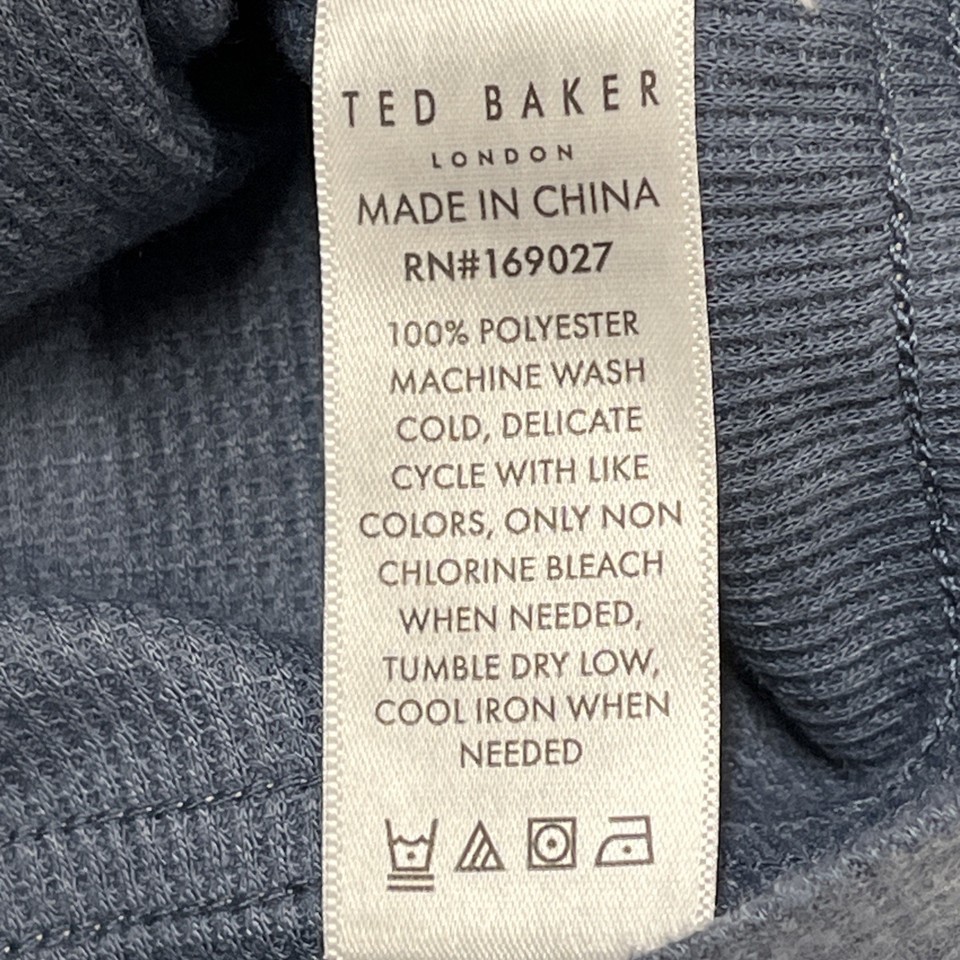 TED BAKER
LONDON
MADE IN CHINA
RN#169027
100% POLYESTER
MACHINE WASH
COLD, DELICATE
CYCLE WITH LIKE
COLORS, ONLY NON
CHLORINE BLEACH
WHEN NEEDED,
TUMBLE DRY LOW,
COOL IRON WHEN
NEEDED